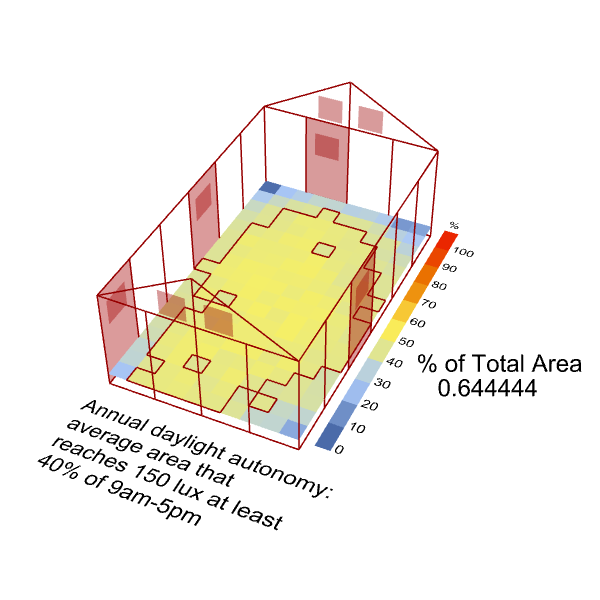 %
100
90
80
70
60
50
40
30
20
10
0
% of Total Area
0.644444
Annual daylight autonomy:
average area that
reaches 150 lux at least
40% of 9am-5pm